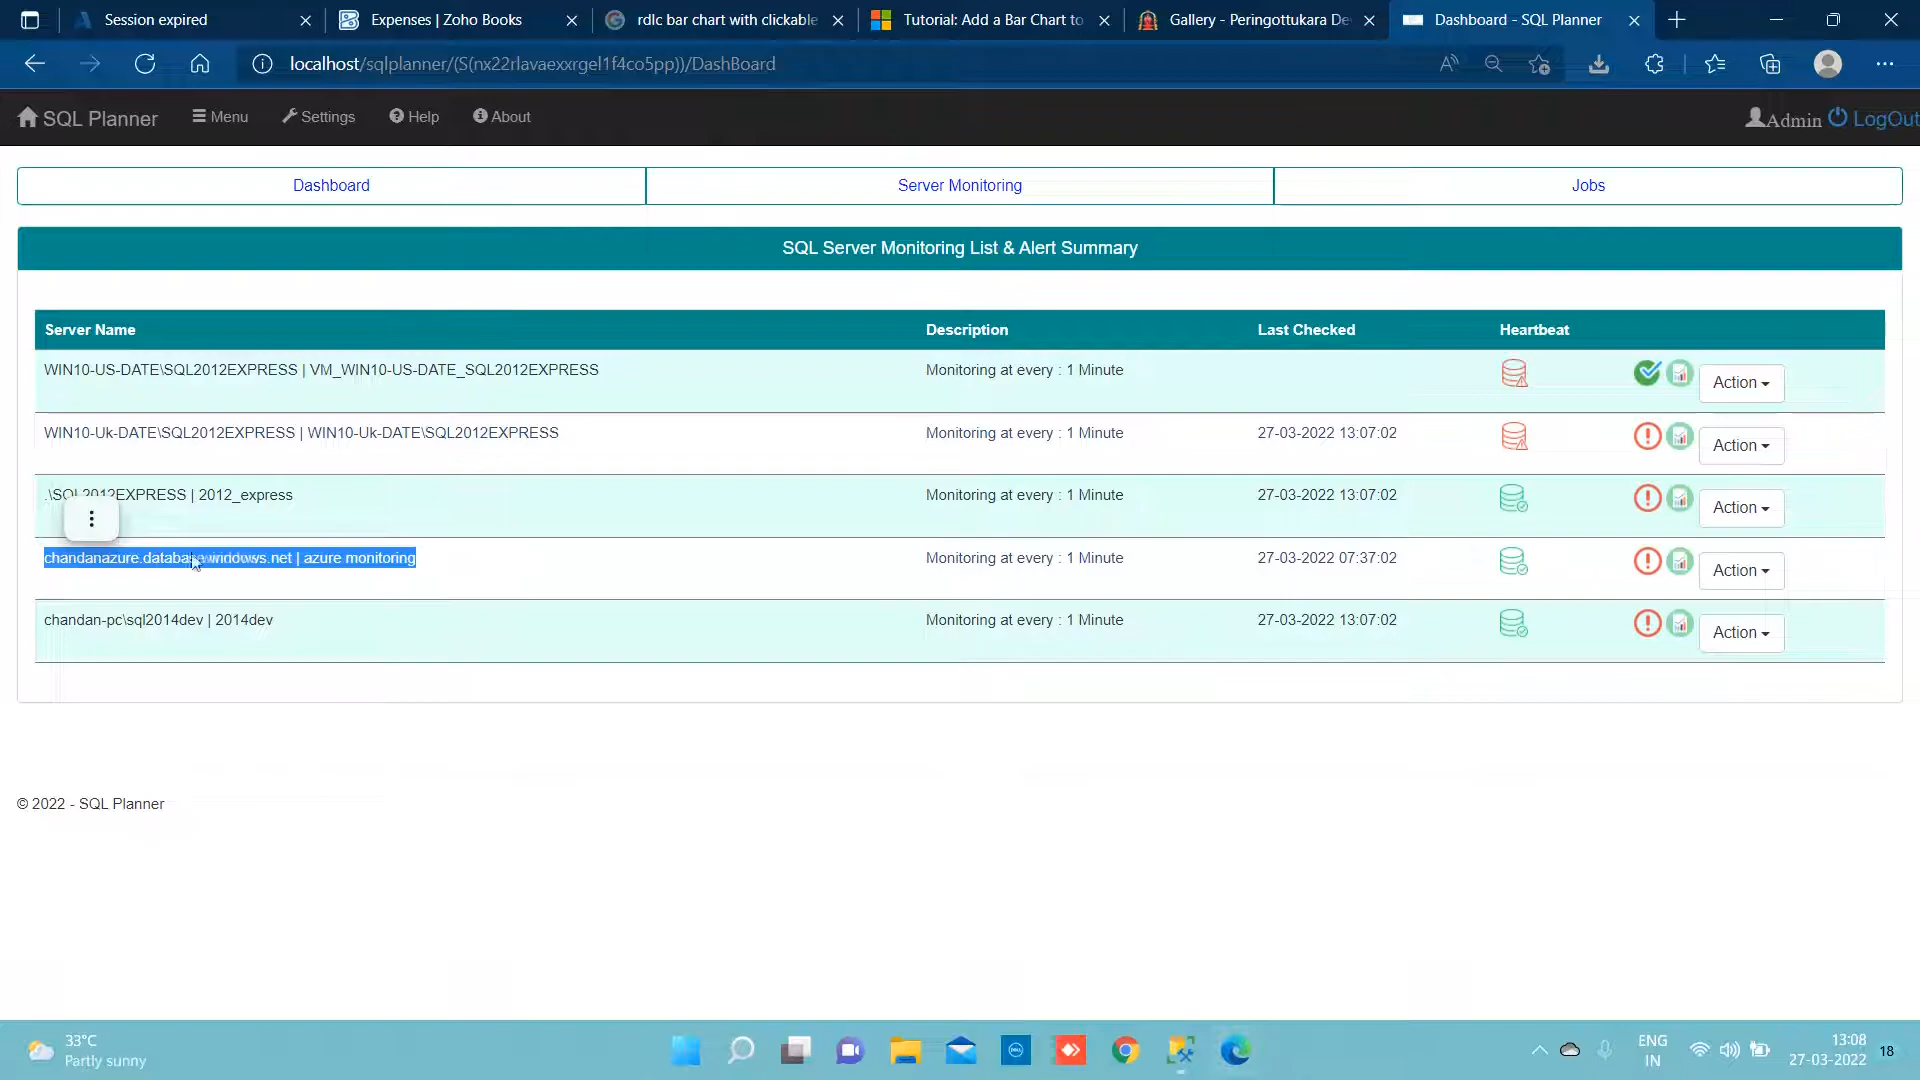 Session expired
Expenses | Zoho Books
rdlc bar chart with clickable
Tutorial: Add a Bar Chart to
Gallery - Peringottukara De
Dashboard - SQL Planner
localhost/sqlplanner/(S(nx22rlavaexxrgel1f4co5pp))/DashBoard
SQL Planner
Menu
Settings
Help
About
Admin
LogOut
Dashboard
Server Monitoring
Jobs
SQL Server Monitoring List & Alert Summary
Server Name Description Last Checked Heartbeat
WIN10-US-DATE\SQL2012EXPRESS | VM_WIN10-US-DATE_SQL2012EXPRESS Monitoring at every : 1 Minute Action
WIN10-Uk-DATE\SQL2012EXPRESS | WIN10-Uk-DATE\SQL2012EXPRESS Monitoring at every : 1 Minute 27-03-2022 13:07:02 Action
.\SQL2012EXPRESS | 2012_express Monitoring at every : 1 Minute 27-03-2022 13:07:02 Action
chandanazure.database.windows.net | azure monitoring Monitoring at every : 1 Minute 27-03-2022 07:37:02 Action
chandan-pc\sql2014dev | 2014dev Monitoring at every : 1 Minute 27-03-2022 13:07:02 Action
© 2022 - SQL Planner
33°C
Partly sunny
ENG
IN
13:08
27-03-2022
18